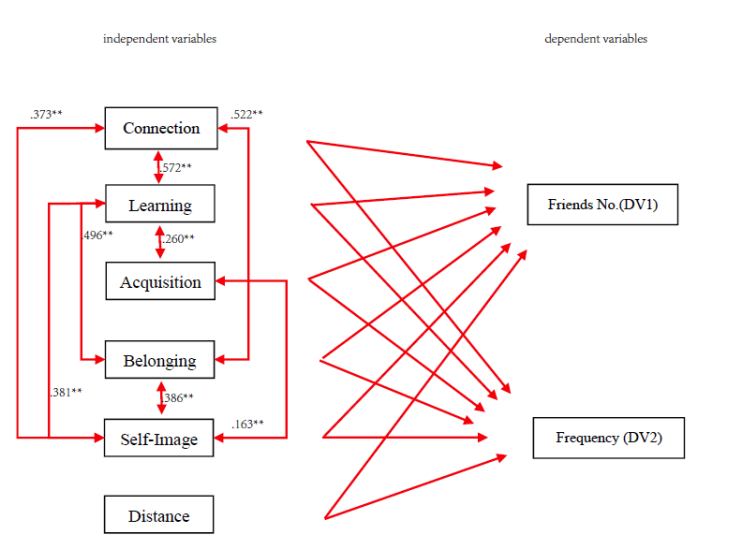 independent variables
dependent variables
.373**
.522**
Connection
.572**
Learning
Friends No.(DV1)
.496**
.260**
Acquisition
Belonging
.381**
.386**
.163**
Self-Image
Frequency (DV2)
Distance